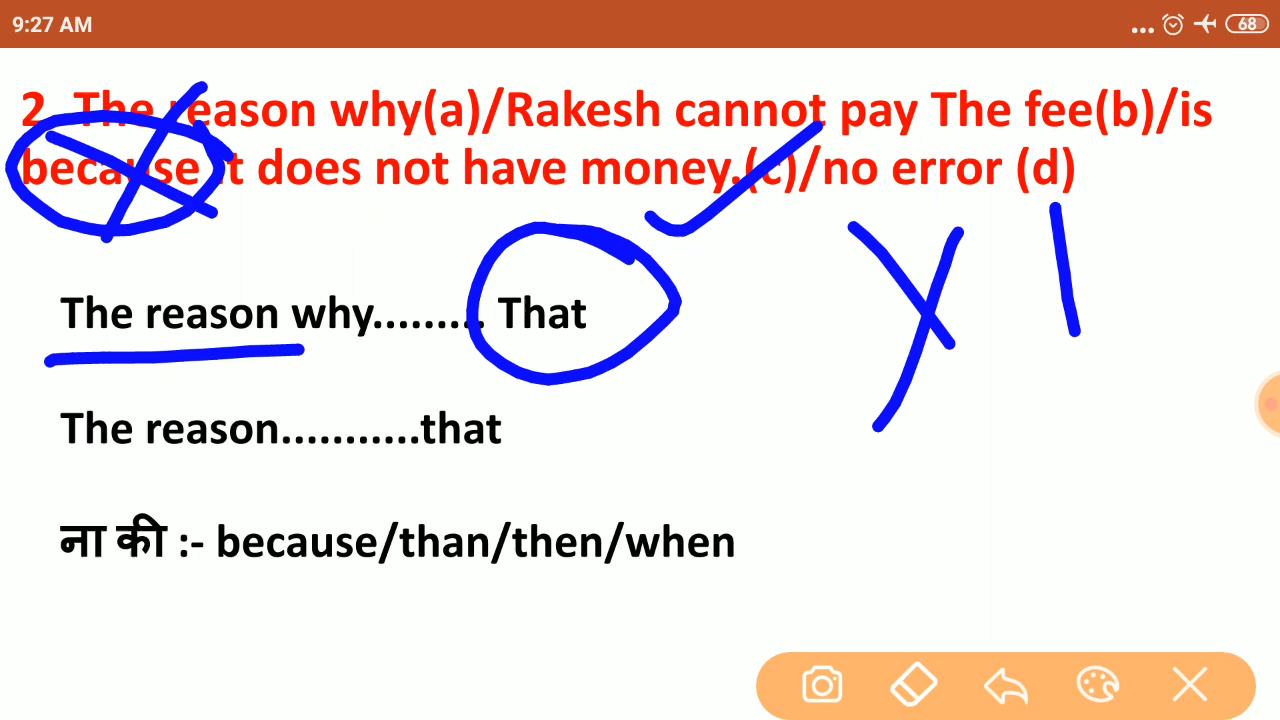 9:27 AM
68
2. The reason why(a)/Rakesh cannot pay The fee(b)/is
because it does not have money.(c)/no error (d)
The reason why......... That
The reason...........that
ना की :- because/than/then/when